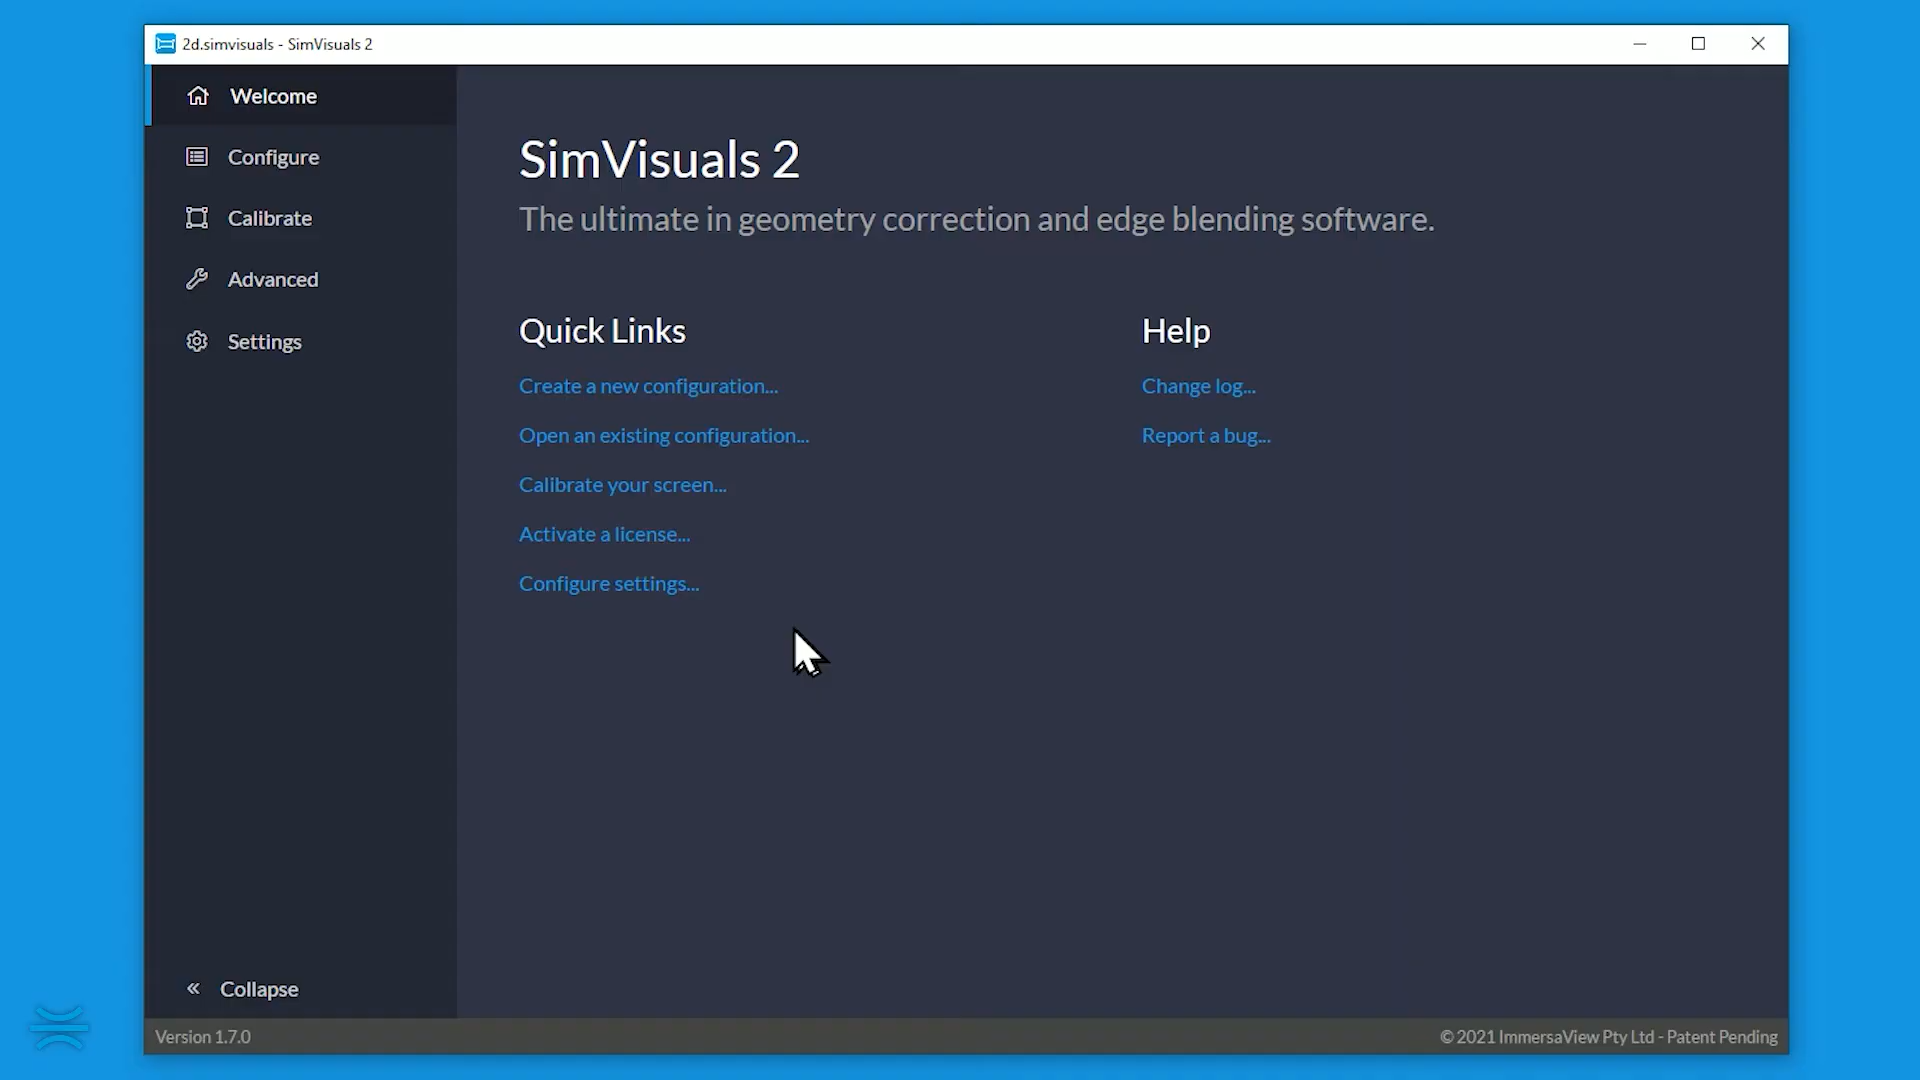 2d.simvisuals - SimVisuals 2
Welcome
Configure
Calibrate
Advanced
Settings
Collapse
SimVisuals 2
The ultimate in geometry correction and edge blending software.
Quick Links
Create a new configuration...
Open an existing configuration...
Calibrate your screen...
Activate a license...
Configure settings...
Help
Change log...
Report a bug...
Version 1.7.0
© 2021 ImmersaView Pty Ltd - Patent Pending